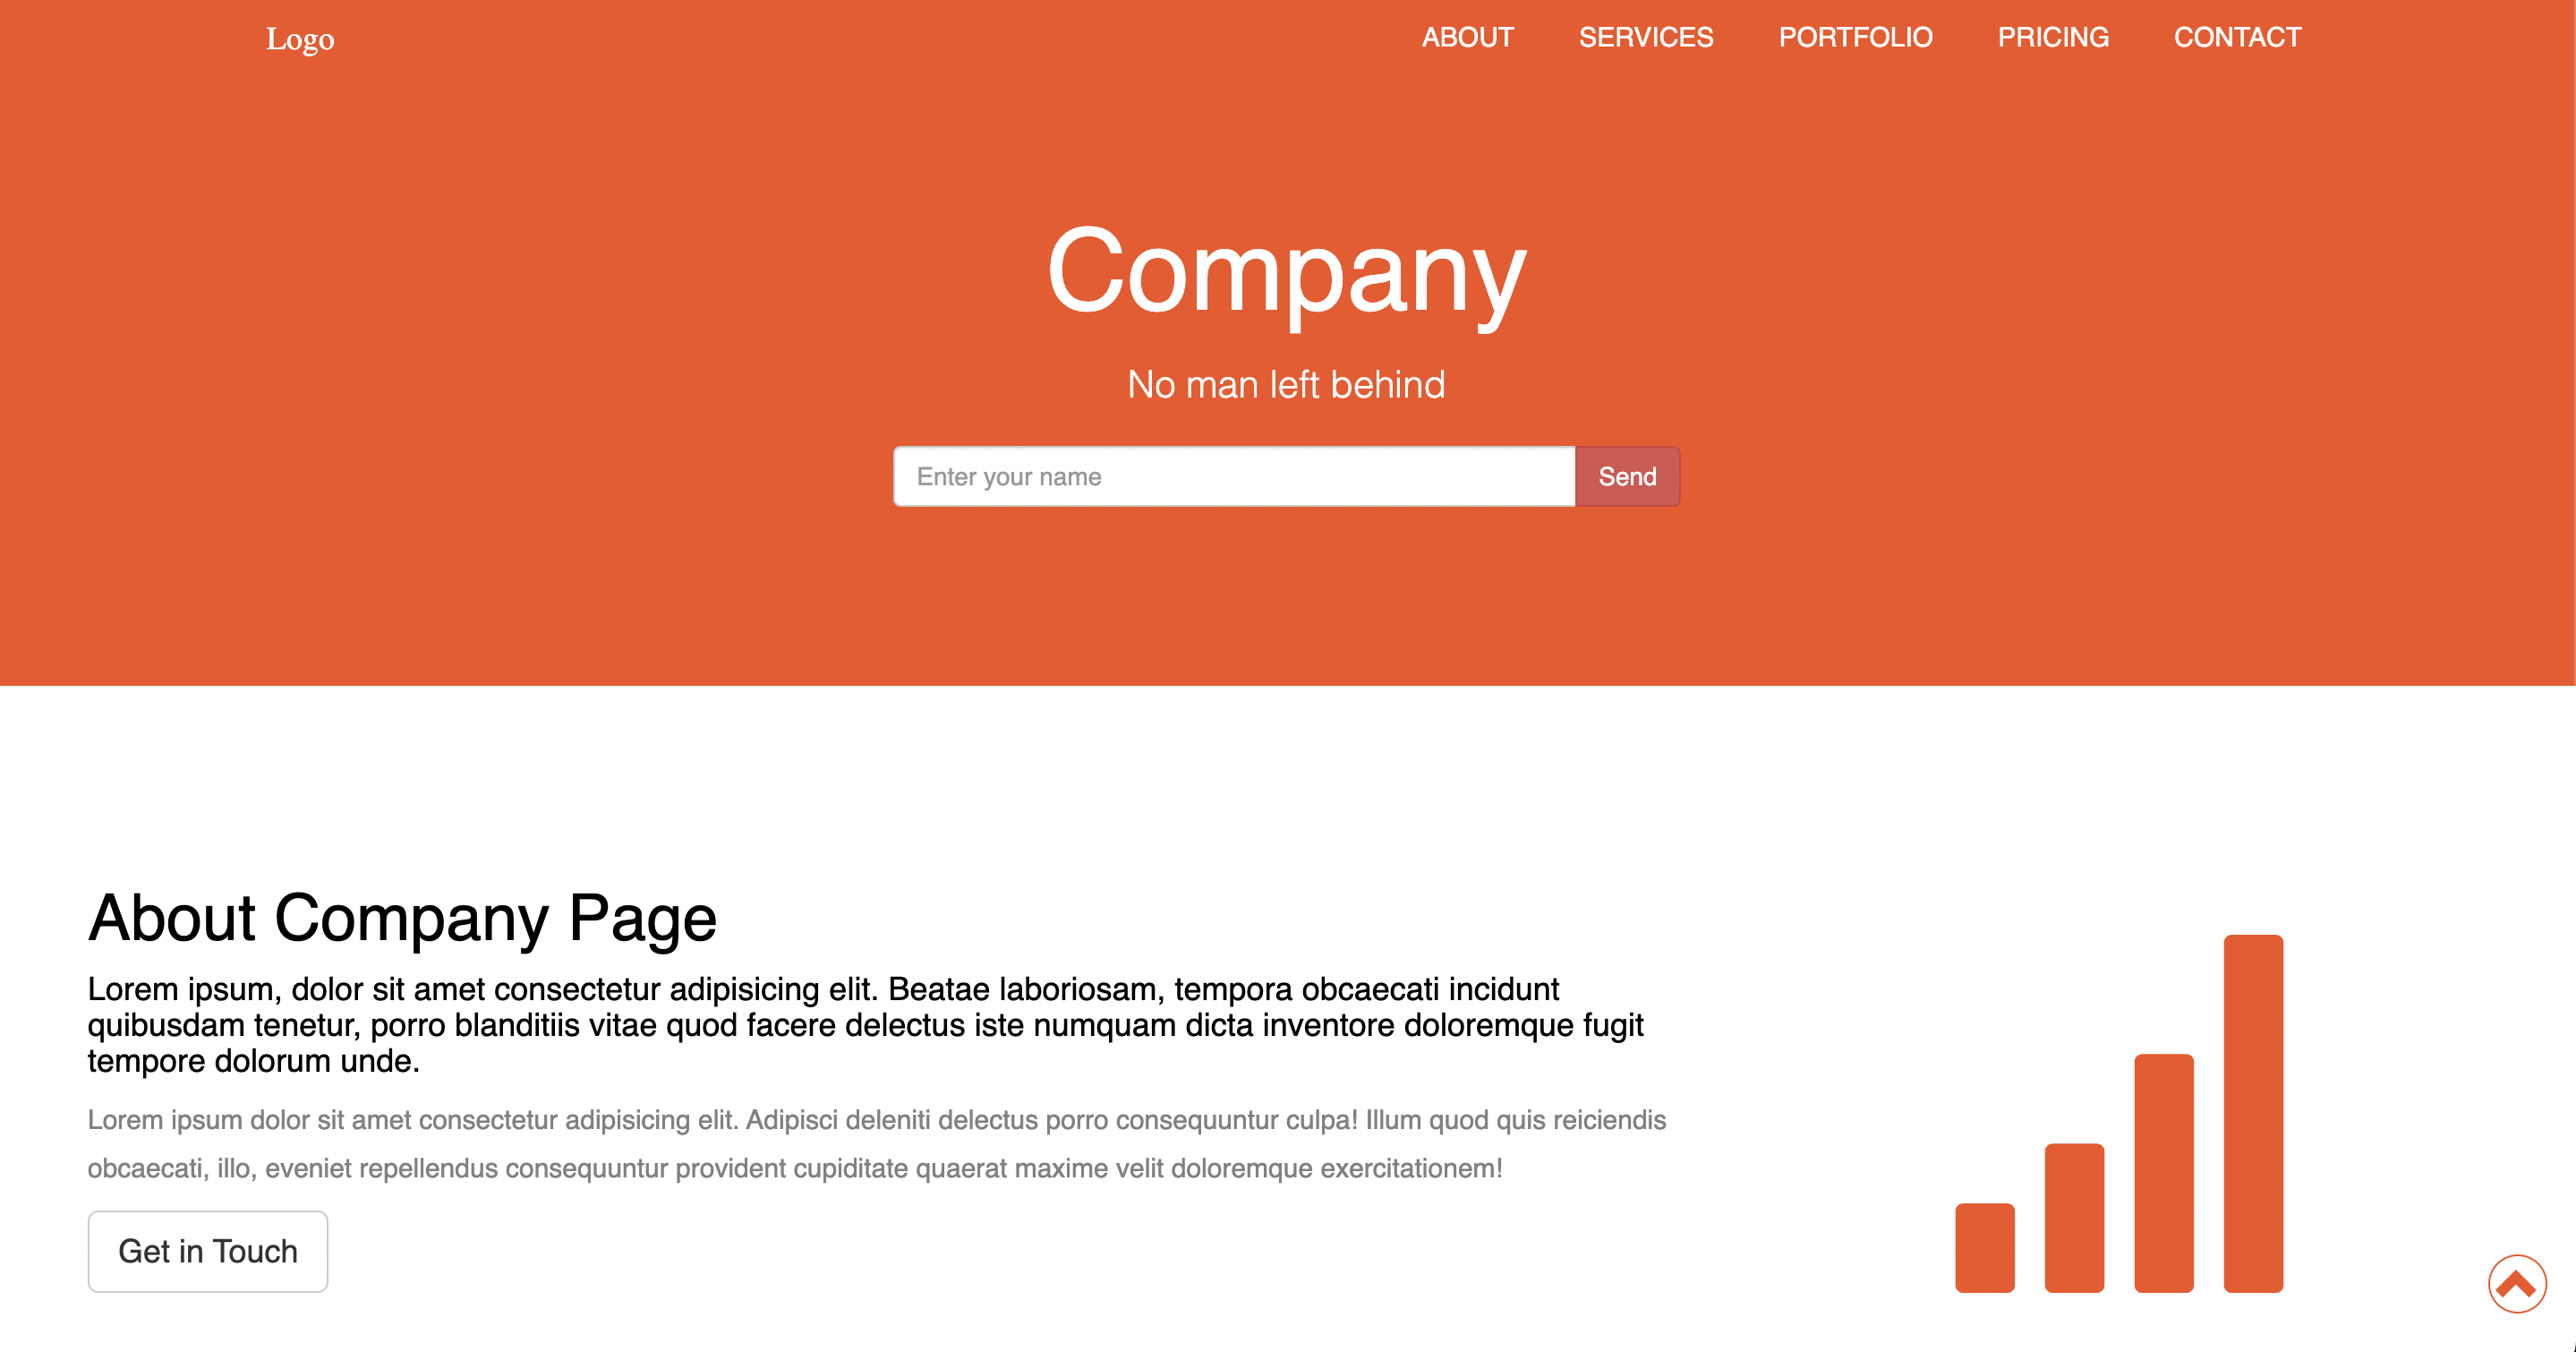 Logo
ABOUT SERVICES PORTFOLIO PRICING CONTACT
Company
No man left behind
Enter your name
Send
About Company Page
Lorem ipsum, dolor sit amet consectetur adipisicing elit. Beatae laboriosam, tempora obcaecati incidunt
quibusdam tenetur, porro blanditiis vitae quod facere delectus iste numquam dicta inventore doloremque fugit
tempore dolorum unde.
Lorem ipsum dolor sit amet consectetur adipisicing elit. Adipisci deleniti delectus porro consequuntur culpa! Illum quod quis reiciendis
obcaecati, illo, eveniet repellendus consequuntur provident cupiditate quaerat maxime velit doloremque exercitationem!
Get in Touch